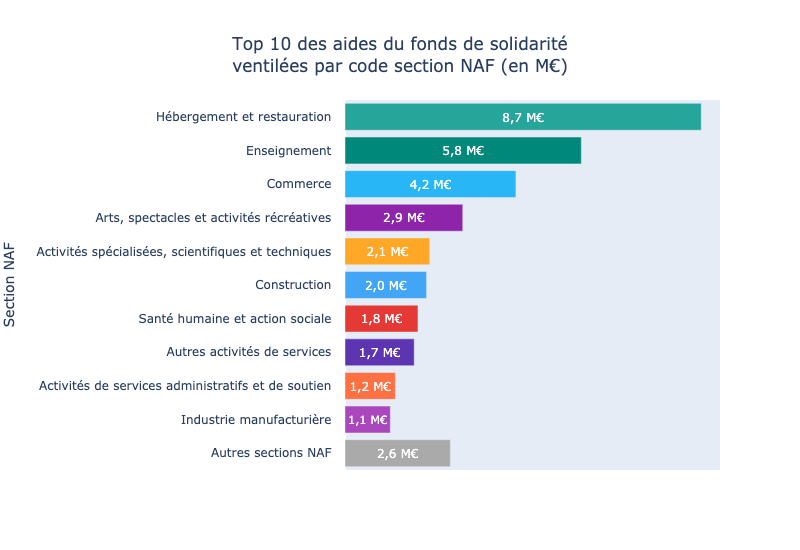 Top 10 des aides du fonds de solidarité
ventilées par code section NAF (en M€)
Section NAF
Hébergement et restauration
8,7 M€
Enseignement
5,8 M€
Commerce
4,2 M€
Arts, spectacles et activités récréatives
2,9 M€
Activités spécialisées, scientifiques et techniques
2,1 M€
Construction
2,0 M€
Santé humaine et action sociale
1,8 M€
Autres activités de services
1,7 M€
Activités de services administratifs et de soutien
1,2 M€
Industrie manufacturière
1,1 M€
Autres sections NAF
2,6 M€